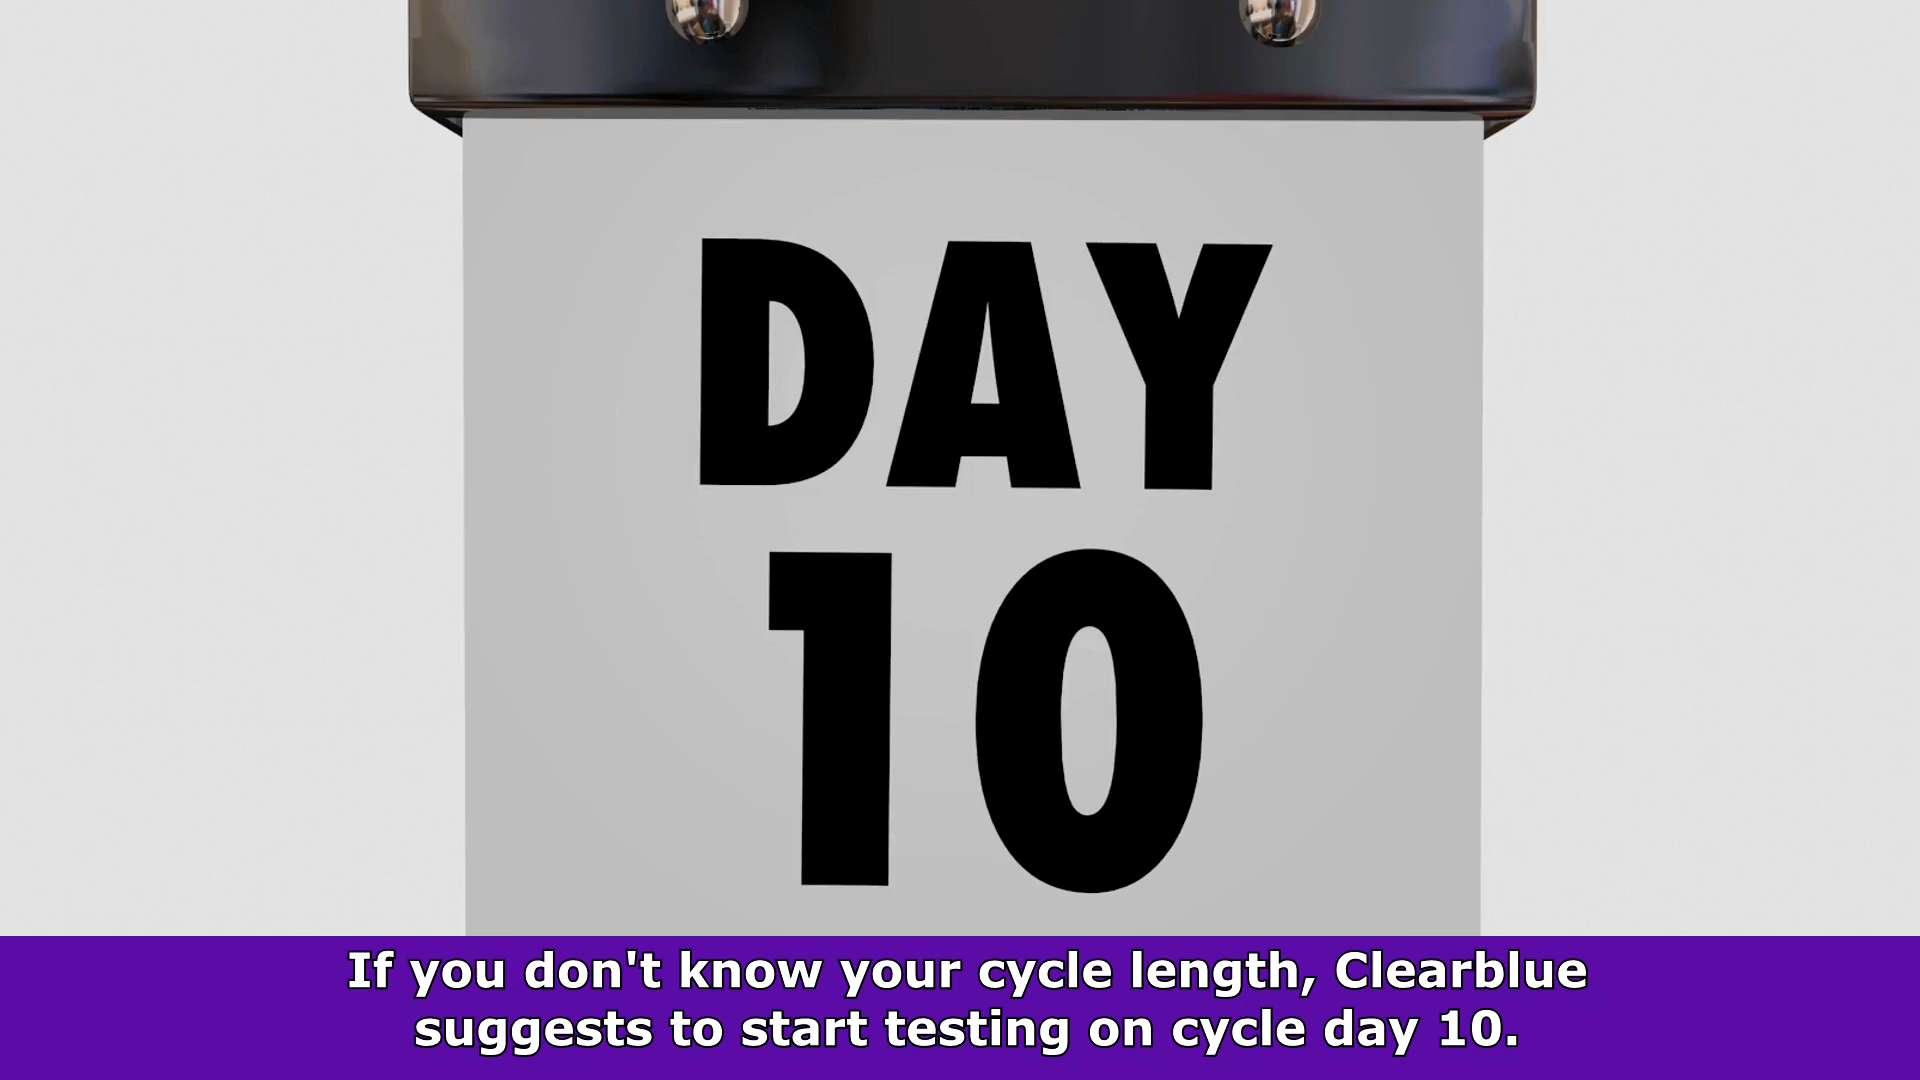 DAY
10
If you don't know your cycle length, Clearblue
suggests to start testing on cycle day 10.